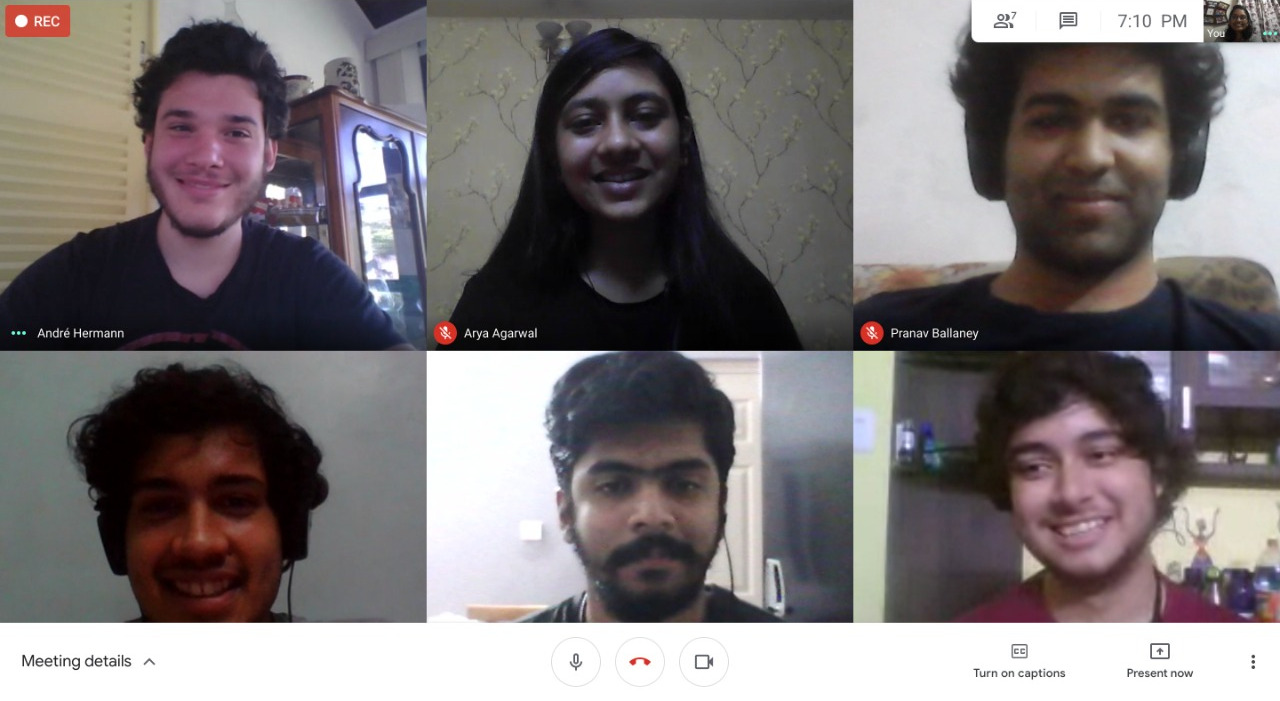 REC
7
7:10 PM
You
André Hermann
Arya Agarwal
Pranav Ballaney
Meeting details
CC
Turn on captions
Present now